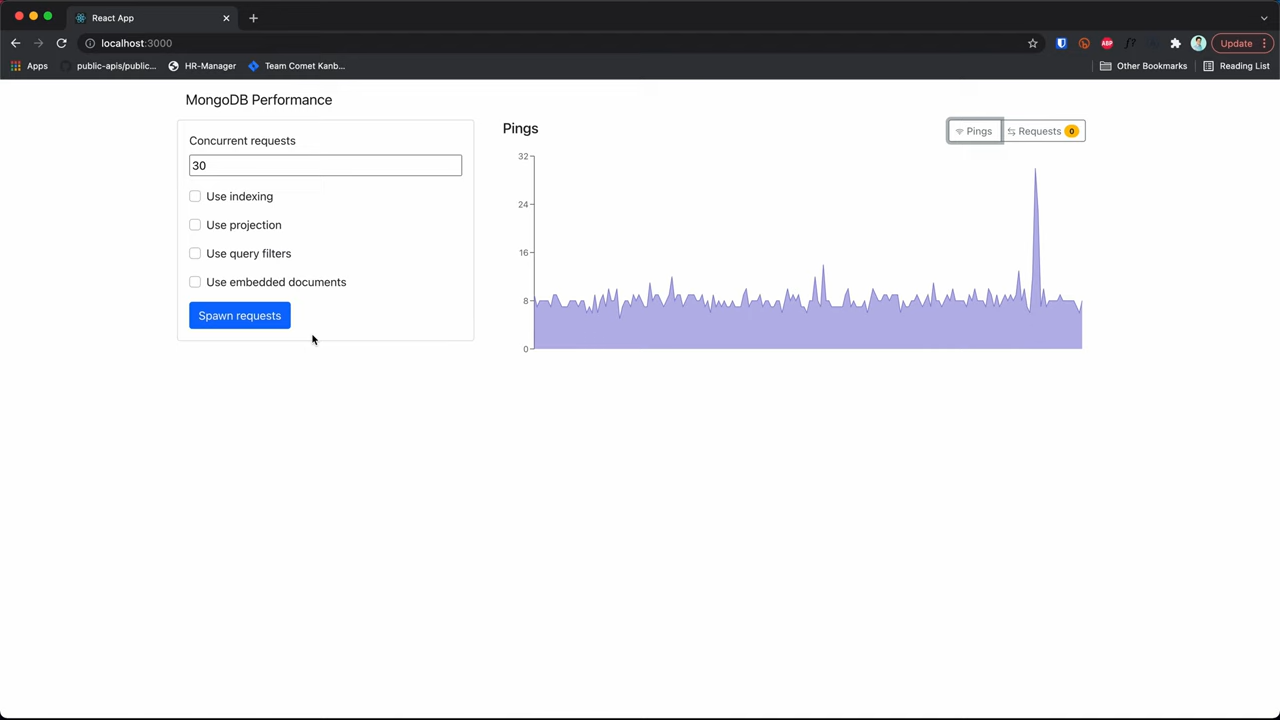 React App
localhost:3000
Update
Apps
public-apis/public...
HR-Manager
Team Comet Kanb...
Other Bookmarks
Reading List
MongoDB Performance
Concurrent requests
30
Use indexing
Use projection
Use query filters
Use embedded documents
Spawn requests
Pings
Pings
Requests 0
32
24
16
8
0